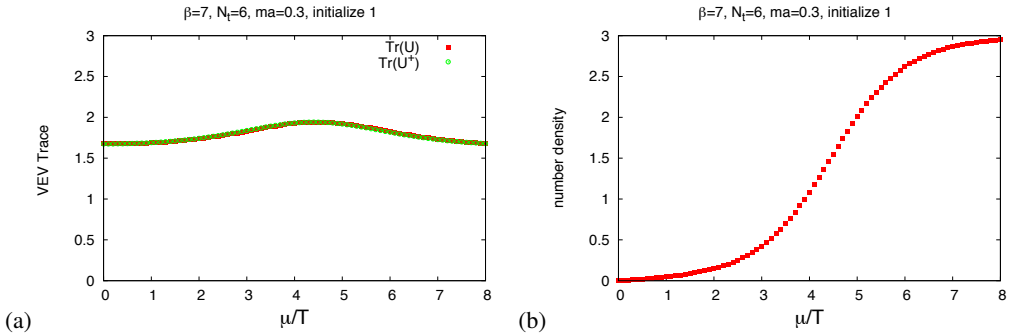 β=7, Nt=6, ma=0.3, initialize 1
Tr(U)
Tr(U+)
VEV Trace
3
2.5
2
1.5
1
0.5
0
0 1 2 3 4 5 6 7 8
μ/T
(a)
β=7, Nt=6, ma=0.3, initialize 1
number density
3
2.5
2
1.5
1
0.5
0
0 1 2 3 4 5 6 7 8
μ/T
(b)